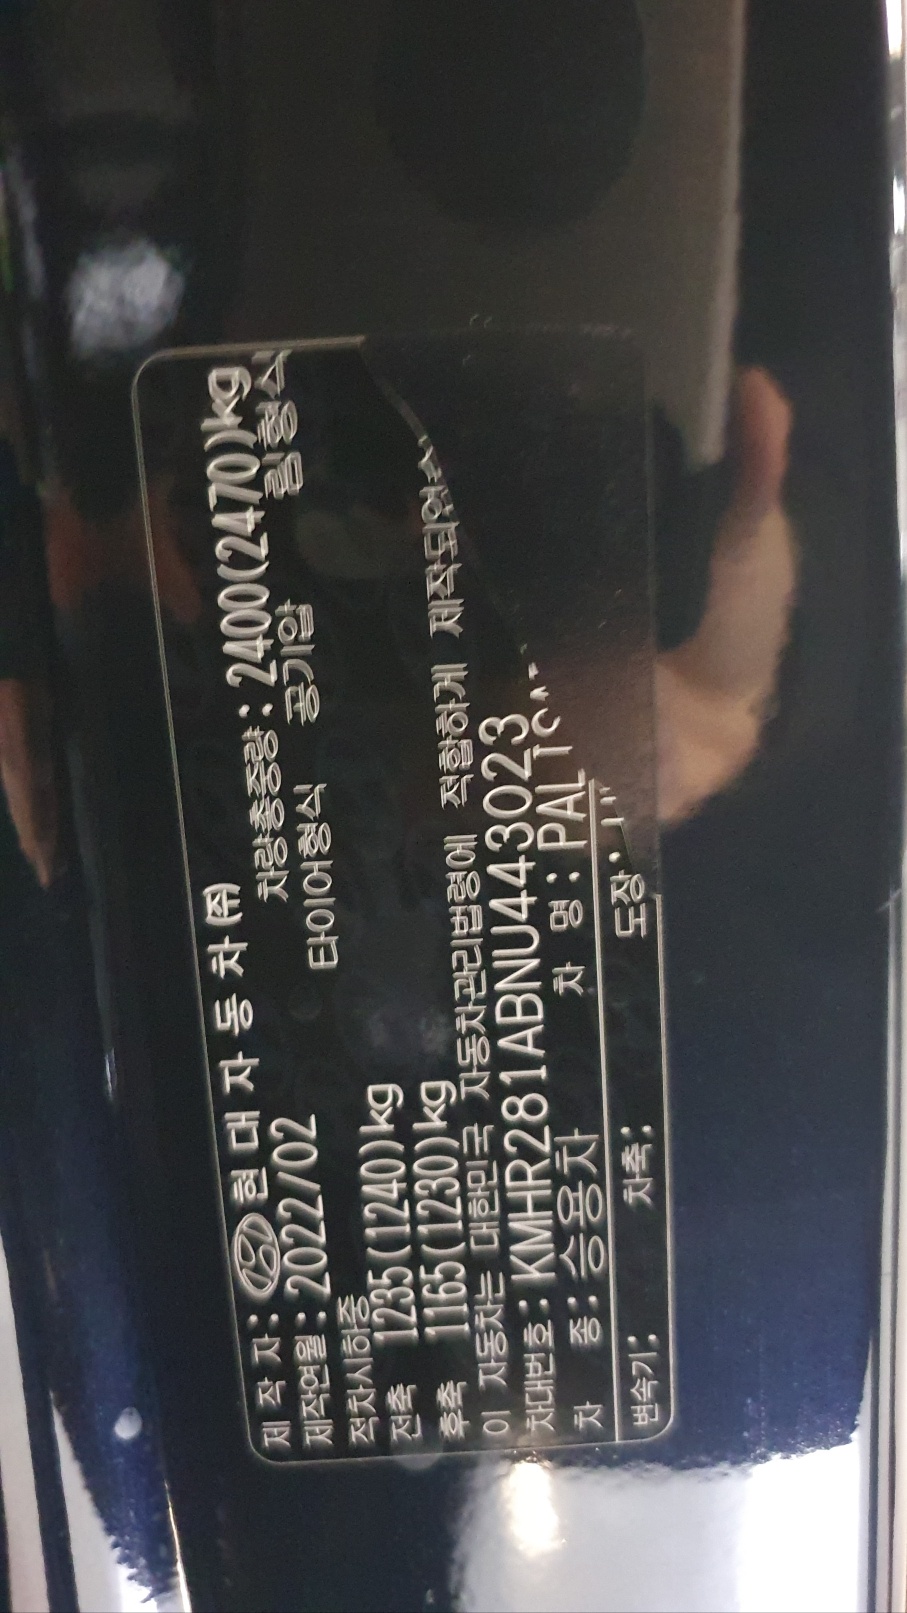 제 작 자 : 현 대 자 동 차 ㈜
제작연월 : 2022/02 차량총중량 : 2400(2470)kg
적차시하중 타이어형식 공기압 림형식
전축 1235(1240)kg
후축 1165(1230)kg
이 자동차는 대한민국 자동차관리법령에 적합하게 제작되었
차대번호 : KMHR281ABNU443023
차 종 : 승용차 차 명 : PALIS
변속기 : 차축 : 도장